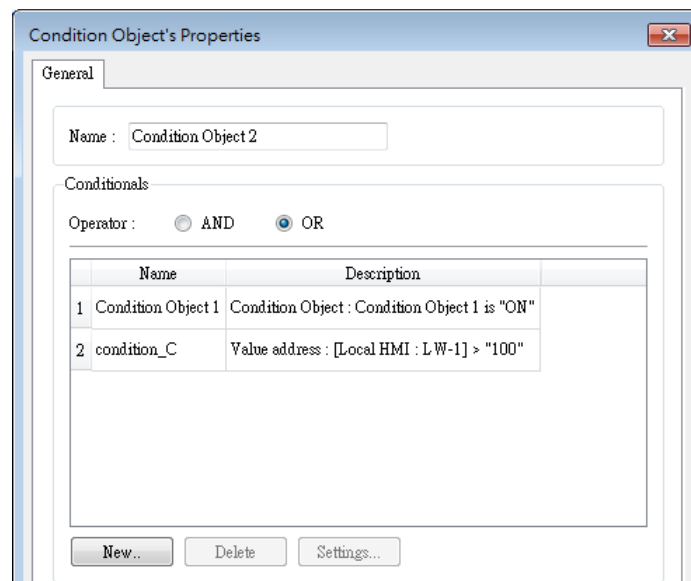 Condition Object's Properties
General
Name : Condition Object 2
Conditionals
Operator : AND OR
Name Description
1 Condition Object 1 Condition Object : Condition Object 1 is "ON"
2 condition_C Value address : [Local HMI : LW-1] > "100"
New.. Delete Settings...